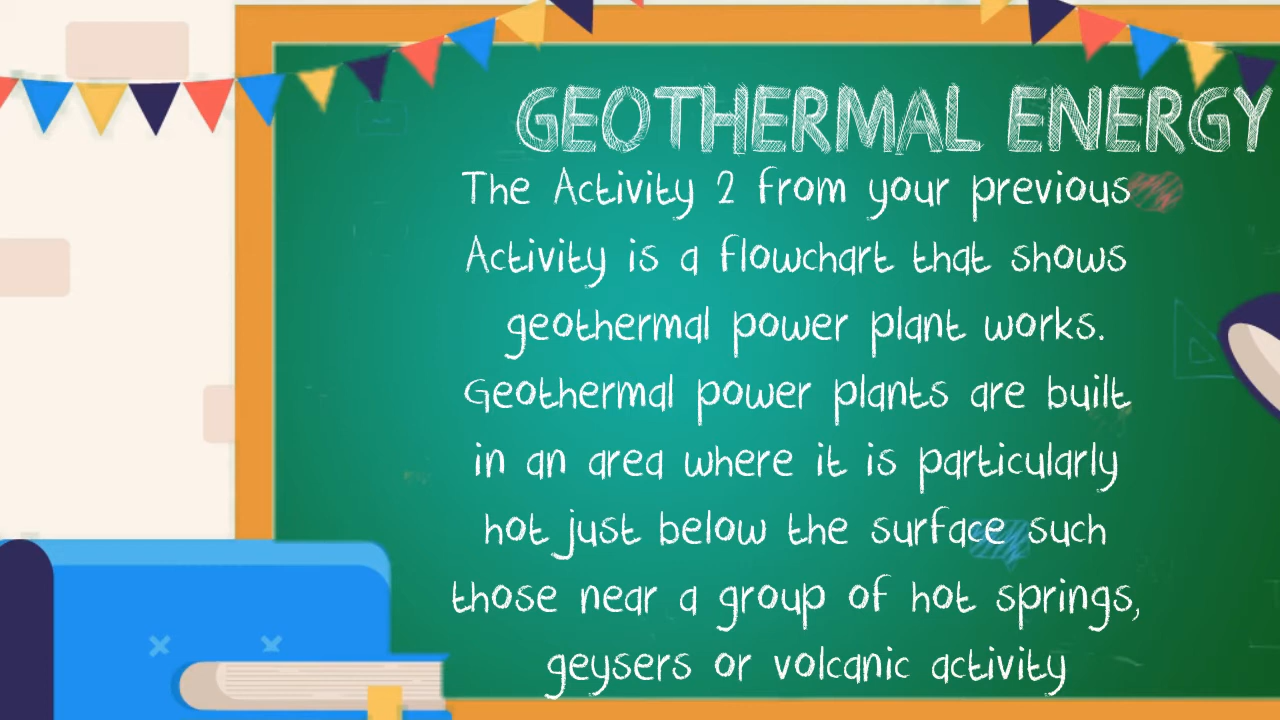 GEOTHERMAL ENERGY
The Activity 2 from your previous
Activity is a flowchart that shows
geothermal power plant works.
Geothermal power plants are built
in an area where it is particularly
hot just below the surface such
those near a group of hot springs,
geysers or volcanic activity